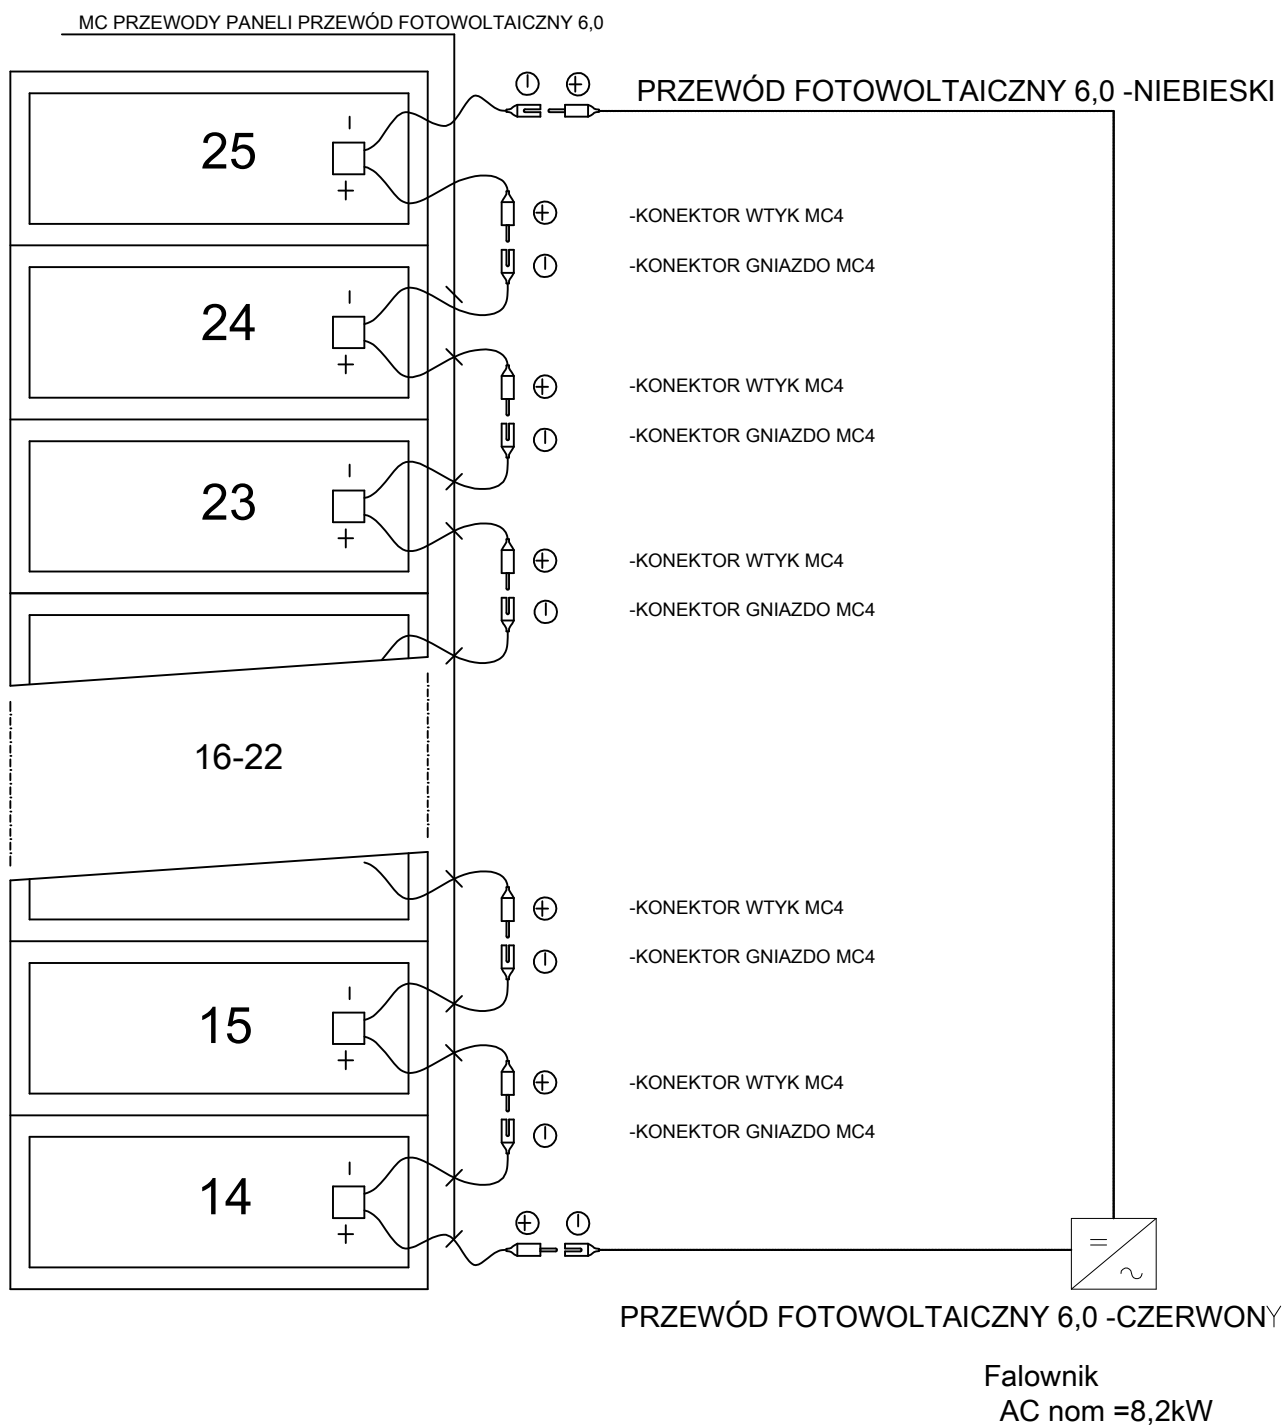 MC PRZEWODY PANELI PRZEWÓD FOTOWOLTAICZNY 6,0
PRZEWÓD FOTOWOLTAICZNY 6,0 -NIEBIESKI
25
-KONEKTOR WTYK MC4
-KONEKTOR GNIAZDO MC4
24
-KONEKTOR WTYK MC4
-KONEKTOR GNIAZDO MC4
23
-KONEKTOR WTYK MC4
-KONEKTOR GNIAZDO MC4
16-22
-KONEKTOR WTYK MC4
-KONEKTOR GNIAZDO MC4
15
-KONEKTOR WTYK MC4
-KONEKTOR GNIAZDO MC4
14
PRZEWÓD FOTOWOLTAICZNY 6,0 -CZERWONY
Falownik
AC nom =8,2kW